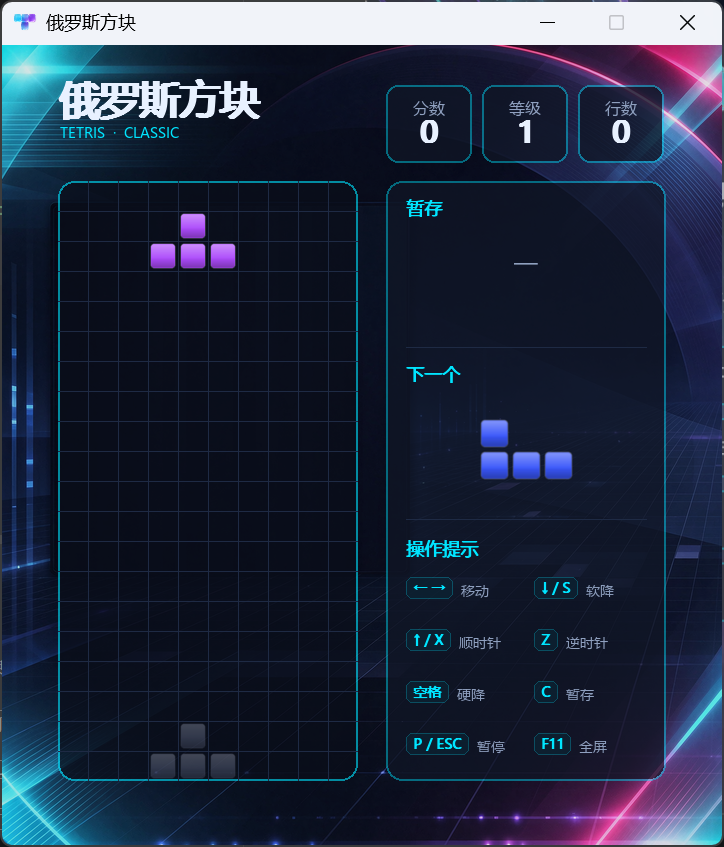 俄罗斯方块
俄罗斯方块
TETRIS · CLASSIC
分数
0
等级
1
行数
0
暂存
—
下一个
操作提示
←→ 移动
↓/S 软降
↑/X 顺时针
Z 逆时针
空格 硬降
C 暂存
P/ESC 暂停
F11 全屏